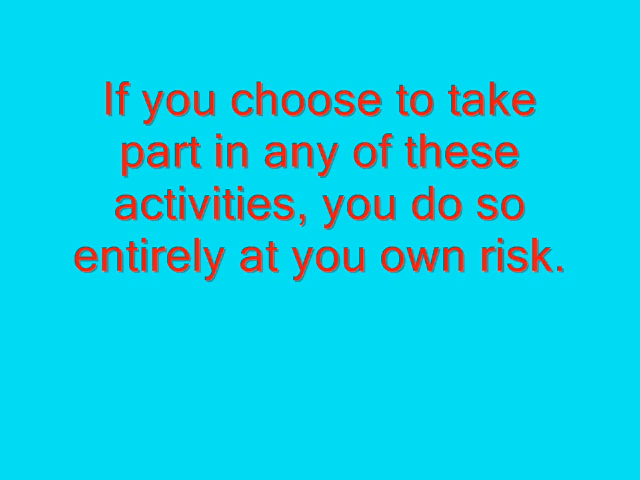 If you choose to take
part in any of these
activities, you do so
entirely at you own risk.